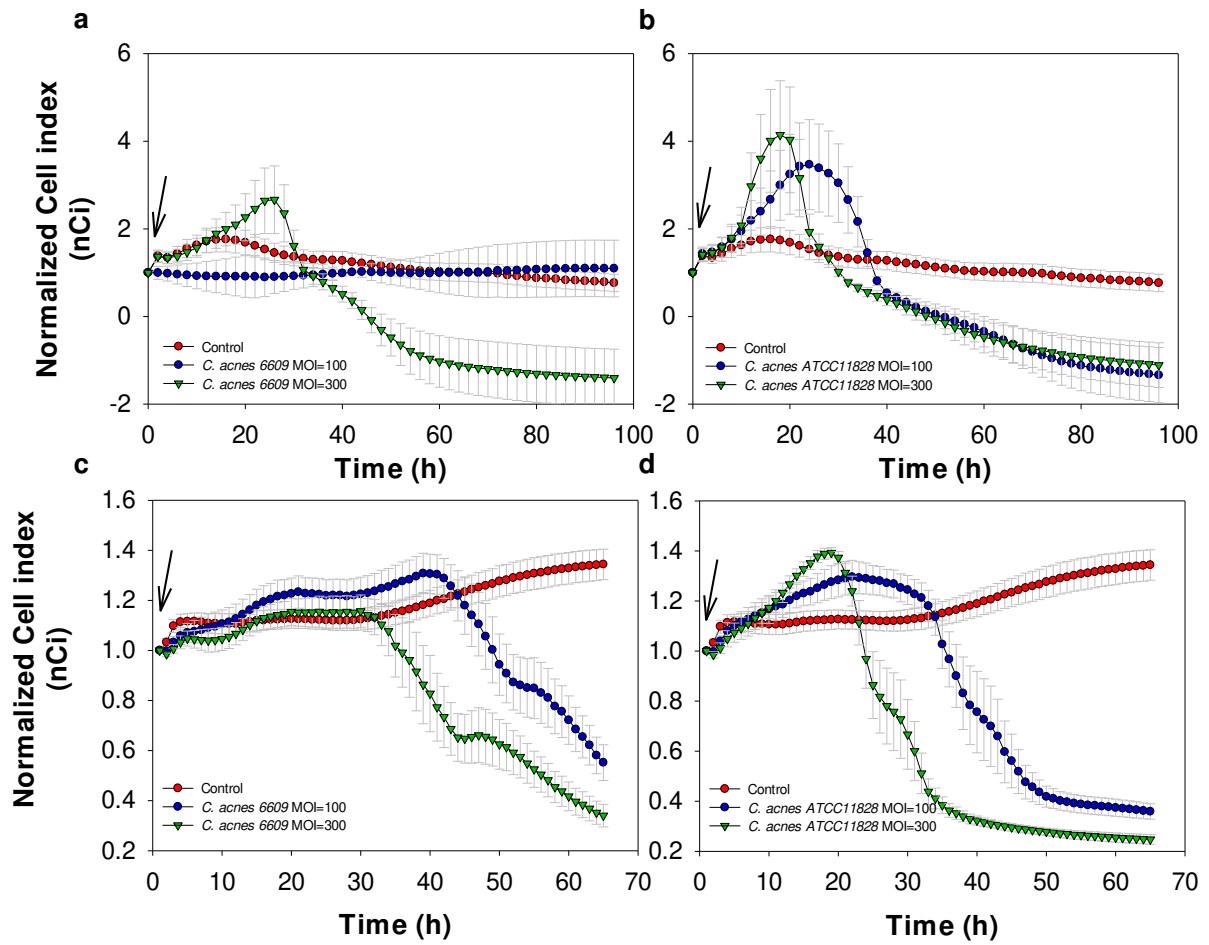 a
b
Normalized Cell index
(nCi)
6
4
2
0
-2
Control
C. acnes 6609 MOI=100
C. acnes 6609 MOI=300
0 20 40 60 80 100
Time (h)
6
4
2
0
-2
Control
C. acnes ATCC11828 MOI=100
C. acnes ATCC11828 MOI=300
0 20 40 60 80 100
Time (h)
c
d
Normalized Cell index
(nCi)
1.6
1.4
1.2
1.0
0.8
0.6
0.4
0.2
Control
C. acnes 6609 MOI=100
C. acnes 6609 MOI=300
0 10 20 30 40 50 60 70
Time (h)
1.6
1.4
1.2
1.0
0.8
0.6
0.4
0.2
Control
C. acnes ATCC11828 MOI=100
C. acnes ATCC11828 MOI=300
0 10 20 30 40 50 60 70
Time (h)